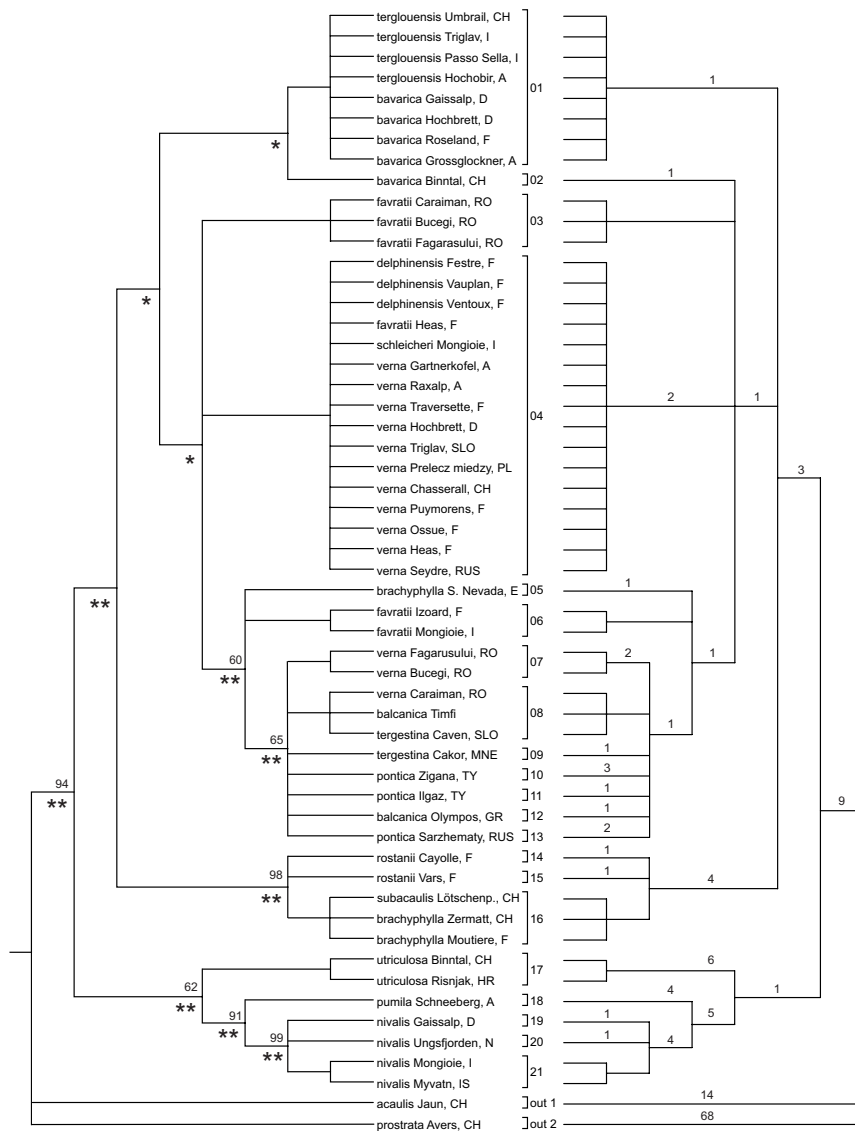 terglouensis Umbrail, CH
terglouensis Triglav, I
terglouensis Passo Sella, I
terglouensis Hochobir, A
01
1
bavarica Gaissalp, D
bavarica Hochbrett, D
bavarica Roseland, F
*
bavarica Grossglockner, A
bavarica Binntal, CH
02
1
favratii Caraiman, RO
favratii Bucegi, RO
03
favratii Fagarasului, RO
delphinensis Festre, F
delphinensis Vauplan, F
*
delphinensis Ventoux, F
favratii Heas, F
schleicheri Mongioie, I
verna Gartnerkofel, A
verna Raxalp, A
verna Traversette, F
04
2
1
verna Hochbrett, D
verna Triglav, SLO
*
verna Prelecz miedzy, PL
3
verna Chasserall, CH
verna Puymorens, F
verna Ossue, F
verna Heas, F
verna Seydre, RUS
brachyphylla S. Nevada, E
05
1
**
favratii Izoard, F
06
favratii Mongioie, I
60
verna Fagarusului, RO
07
2
1
**
verna Bucegi, RO
verna Caraiman, RO
balcanica Timfi
08
tergestina Caven, SLO
1
65
tergestina Cakor, MNE
09
1
**
pontica Zigana, TY
10
3
94
pontica Ilgaz, TY
11
1
**
balcanica Olympos, GR
12
1
9
pontica Sarzhematy, RUS
13
2
rostanii Cayolle, F
14
1
98
rostanii Vars, F
15
1
4
**
subacaulis Lötschenp., CH
brachyphylla Zermatt, CH
16
brachyphylla Moutiere, F
utriculosa Binntal, CH
17
6
utriculosa Risnjak, HR
62
pumila Schneeberg, A
18
4
1
**
91
nivalis Gaissalp, D
19
1
5
**
99
nivalis Ungsfjorden, N
20
1
4
**
nivalis Mongioie, I
21
nivalis Myvatn, IS
acaulis Jaun, CH
out 1
14
prostrata Avers, CH
out 2
68